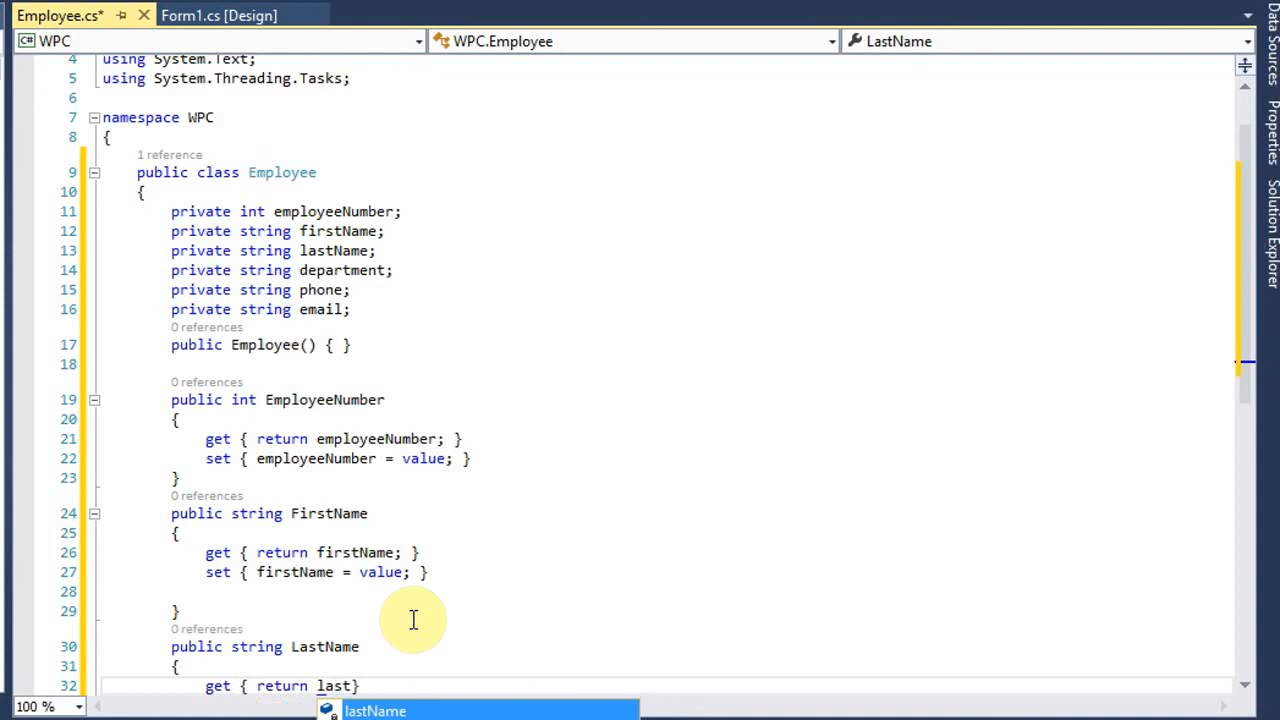 Employee.cs* Form1.cs [Design]
C# WPC WPC.Employee LastName
4 using System.Text;
5 using System.Threading.Tasks;
6
7 namespace WPC
8 {
1 reference
9 public class Employee
10 {
11 private int employeeNumber;
12 private string firstName;
13 private string lastName;
14 private string department;
15 private string phone;
16 private string email;
0 references
17 public Employee() { }
18
0 references
19 public int EmployeeNumber
20 {
21 get { return employeeNumber; }
22 set { employeeNumber = value; }
23 }
0 references
24 public string FirstName
25 {
26 get { return firstName; }
27 set { firstName = value; }
28
29 }
0 references
30 public string LastName
31 {
32 get { return last}
lastName
100 %
Data Sources
Properties
Solution Explorer